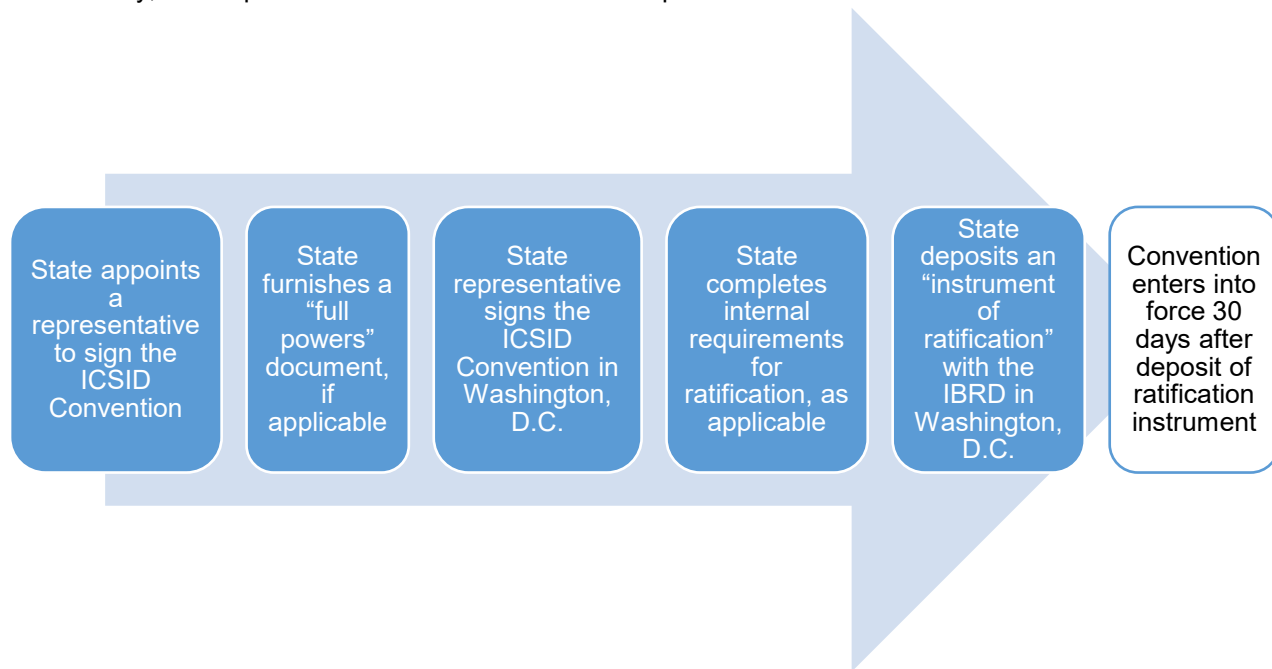 State appoints
a
representative
to sign the
ICSID
Convention
State
furnishes a
“full
powers”
document,
if
applicable
State
representative
signs the
ICSID
Convention in
Washington,
D.C.
State
completes
internal
requirements
for
ratification, as
applicable
State
deposits an
“instrument
of
ratification”
with the
IBRD in
Washington,
D.C.
Convention
enters into
force 30
days after
deposit of
ratification
instrument